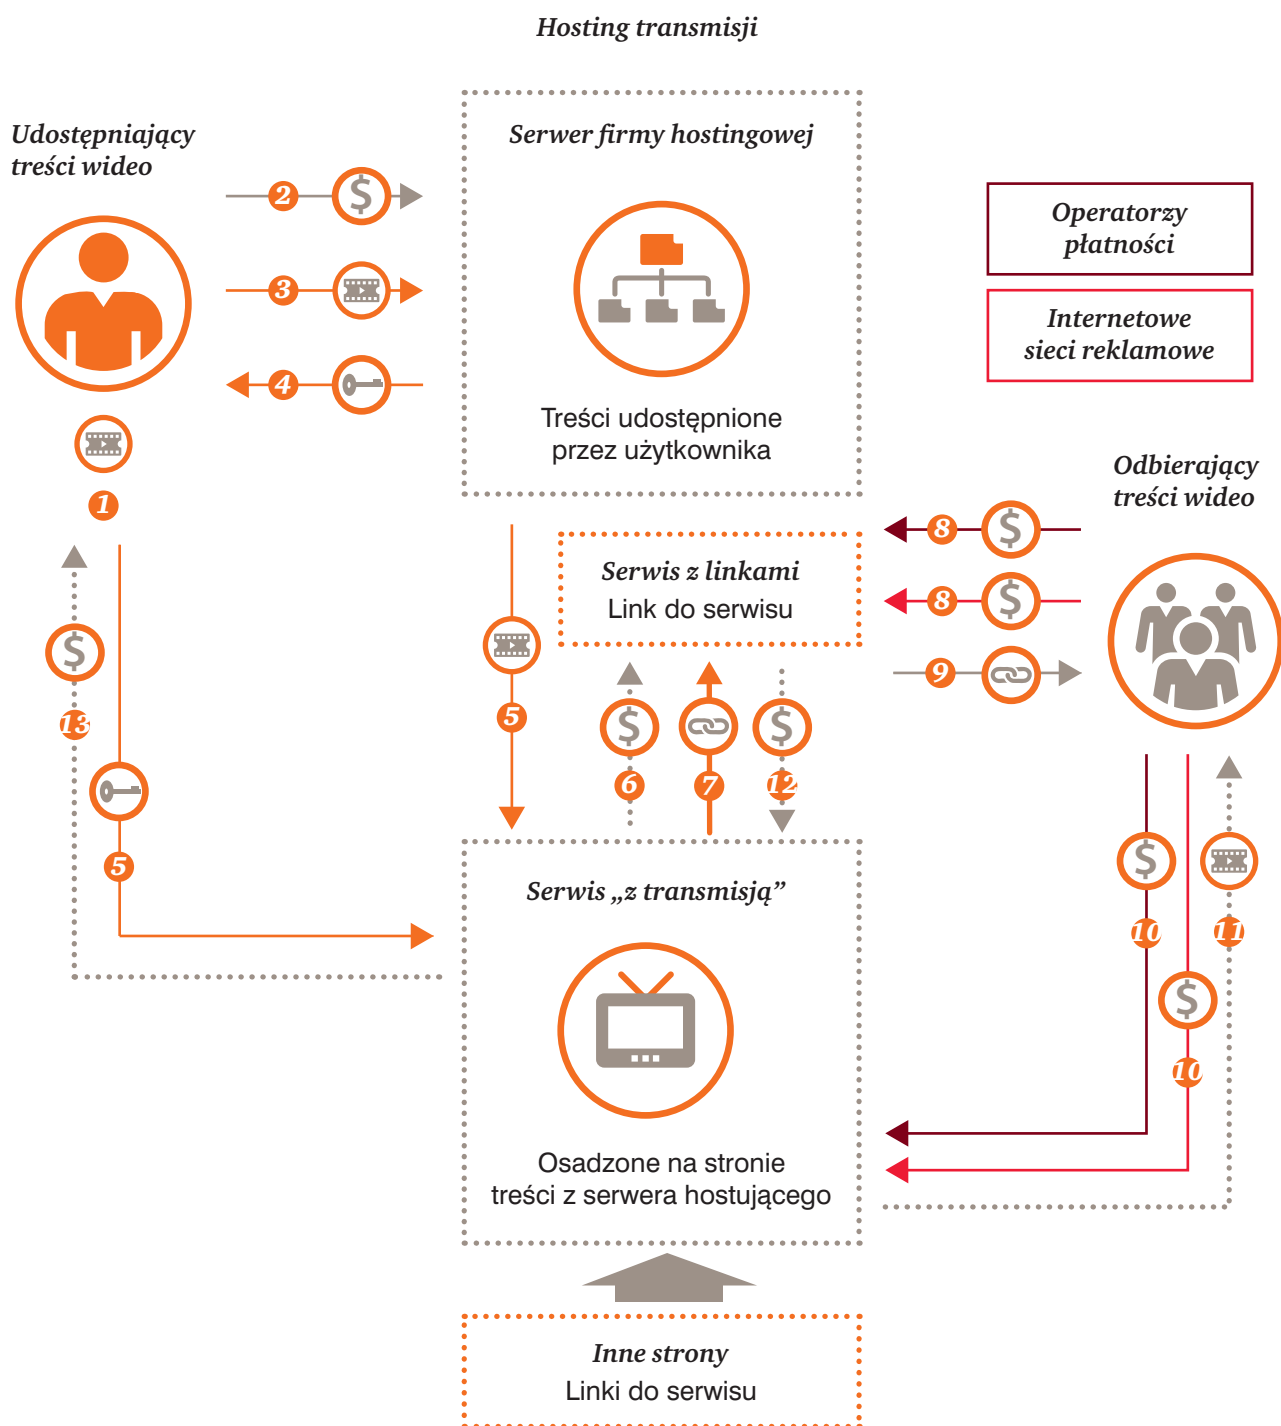 Hosting transmisji
Udostępniający
treści wideo
Serwer firmy hostingowej
2
$
3
4
Treści udostępnione
przez użytkownika
Operatorzy
płatności
Internetowe
sieci reklamowe
1
Odbierający
treści wideo
8
$
8
$
9
Serwis z linkami
Link do serwisu
$
13
5
5
$
6
7
$
12
Serwis „z transmisją”
Osadzone na stronie
treści z serwera hostującego
$
10
11
$
10
Inne strony
Linki do serwisu